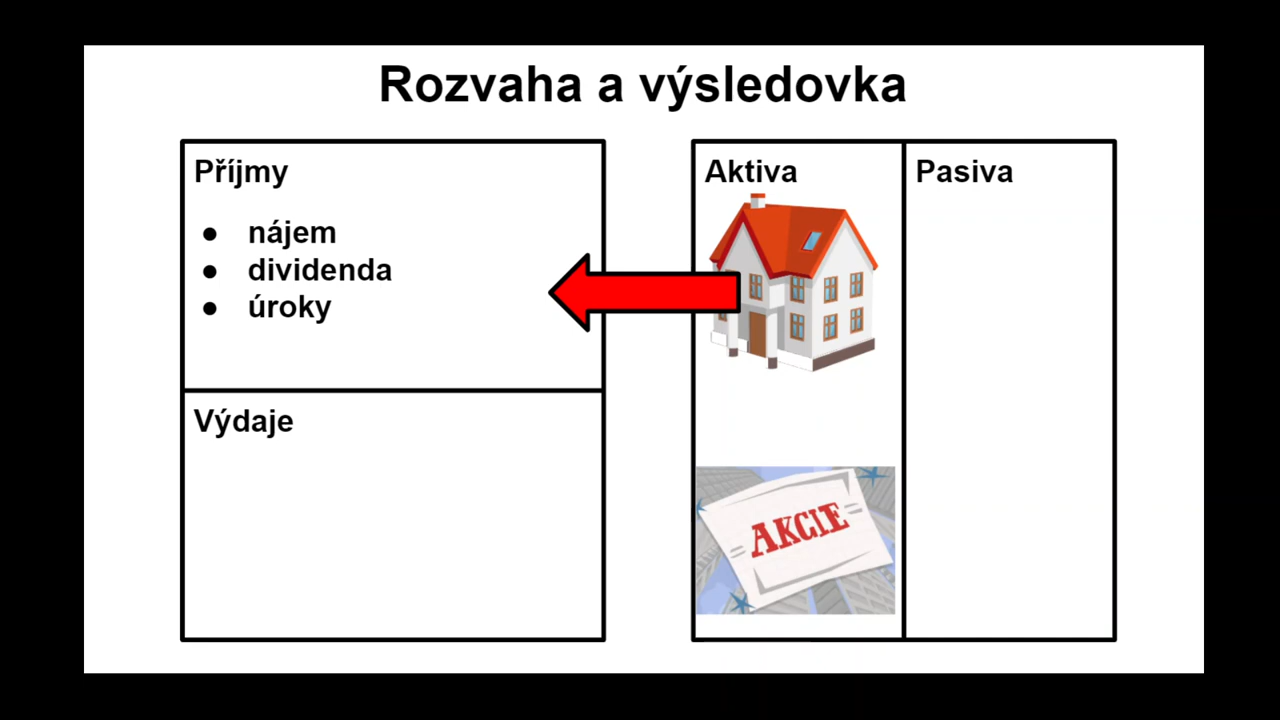 Rozvaha a výsledovka
Příjmy
● nájem
● dividenda
● úroky
Výdaje
Aktiva
Pasiva
AKCIE